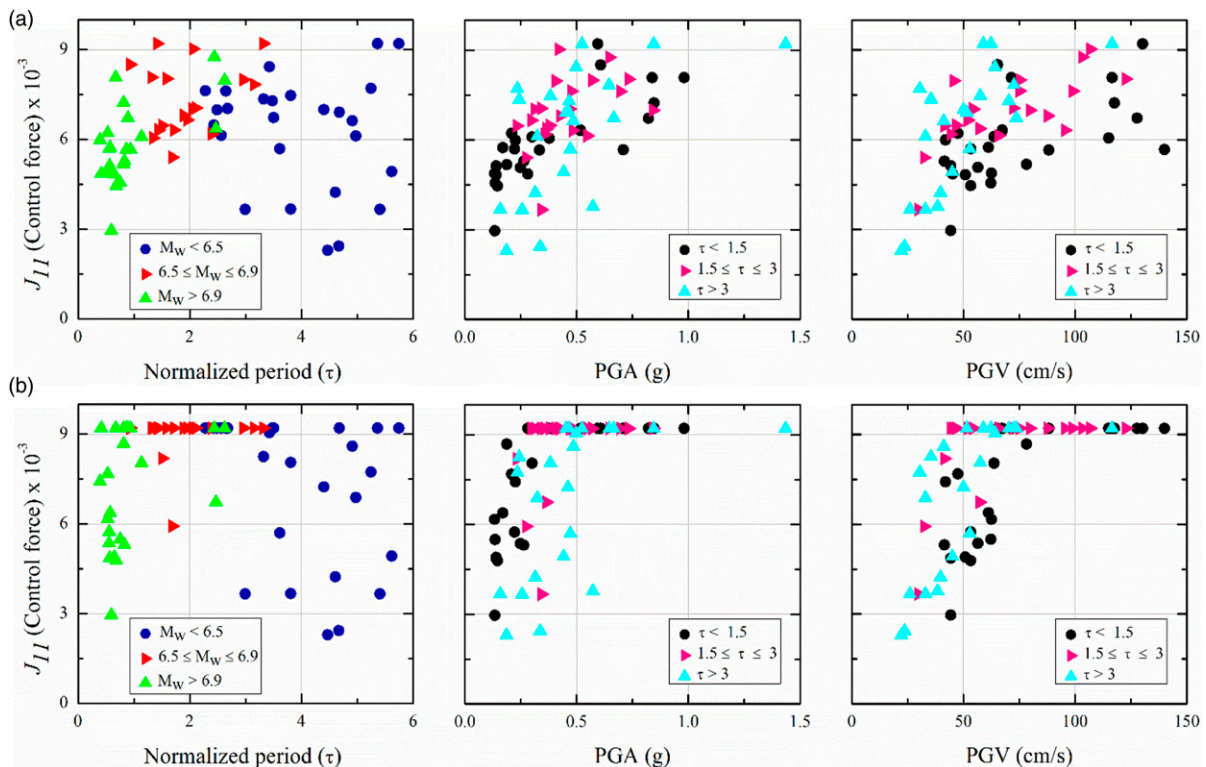 (a)
J11 (Control force) x 10-3
9
6
3
0
MW < 6.5
6.5 ≤ MW ≤ 6.9
MW > 6.9
τ < 1.5
1.5 ≤ τ ≤ 3
τ > 3
τ < 1.5
1.5 ≤ τ ≤ 3
τ > 3
0 2 4 6 0.0 0.5 1.0 1.5 0 50 100 150
Normalized period (τ) PGA (g) PGV (cm/s)
(b)
J11 (Control force) x 10-3
9
6
3
0
MW < 6.5
6.5 ≤ MW ≤ 6.9
MW > 6.9
τ < 1.5
1.5 ≤ τ ≤ 3
τ > 3
τ < 1.5
1.5 ≤ τ ≤ 3
τ > 3
0 2 4 6 0.0 0.5 1.0 1.5 0 50 100 150
Normalized period (τ) PGA (g) PGV (cm/s)